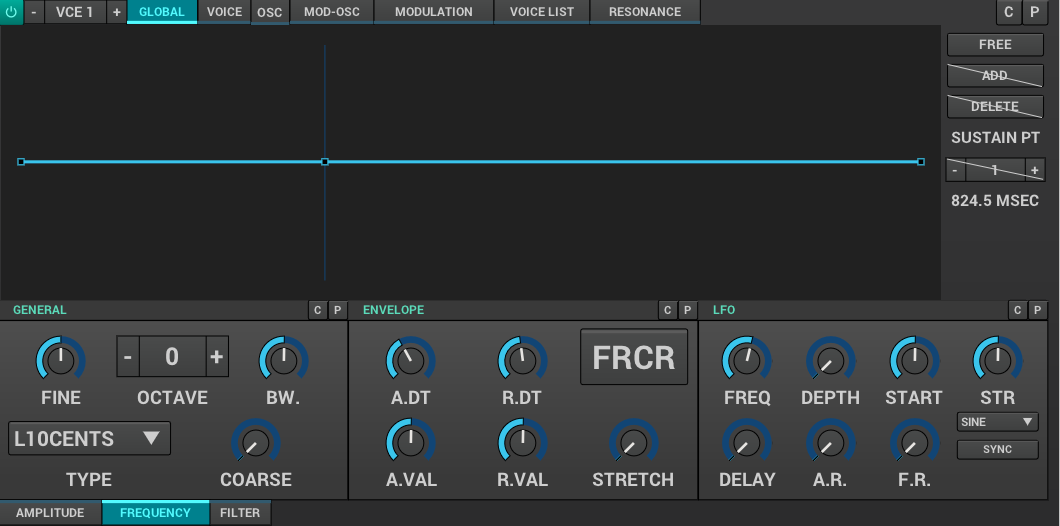 - VCE 1 + GLOBAL VOICE OSC MOD-OSC MODULATION VOICE LIST RESONANCE C P
FREE
ADD
DELETE
SUSTAIN PT
- 1 +
824.5 MSEC
GENERAL C P ENVELOPE C P LFO C P
- 0 + FRCR
FINE OCTAVE BW. A.DT R.DT FREQ DEPTH START STR
SINE
L10CENTS
SYNC
TYPE COARSE A.VAL R.VAL STRETCH DELAY A.R. F.R.
AMPLITUDE FREQUENCY FILTER